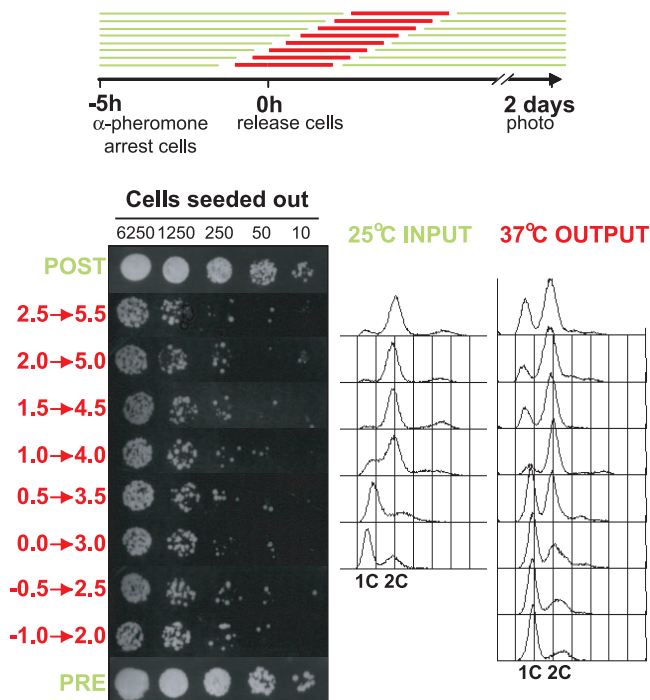 -5h 0h 2 days
α-pheromone release cells photo
arrest cells
Cells seeded out
6250 1250 250 50 10
25°C INPUT 37°C OUTPUT
POST
2.5→5.5
2.0→5.0
1.5→4.5
1.0→4.0
0.5→3.5
0.0→3.0
-0.5→2.5
-1.0→2.0
PRE
1C 2C
1C 2C